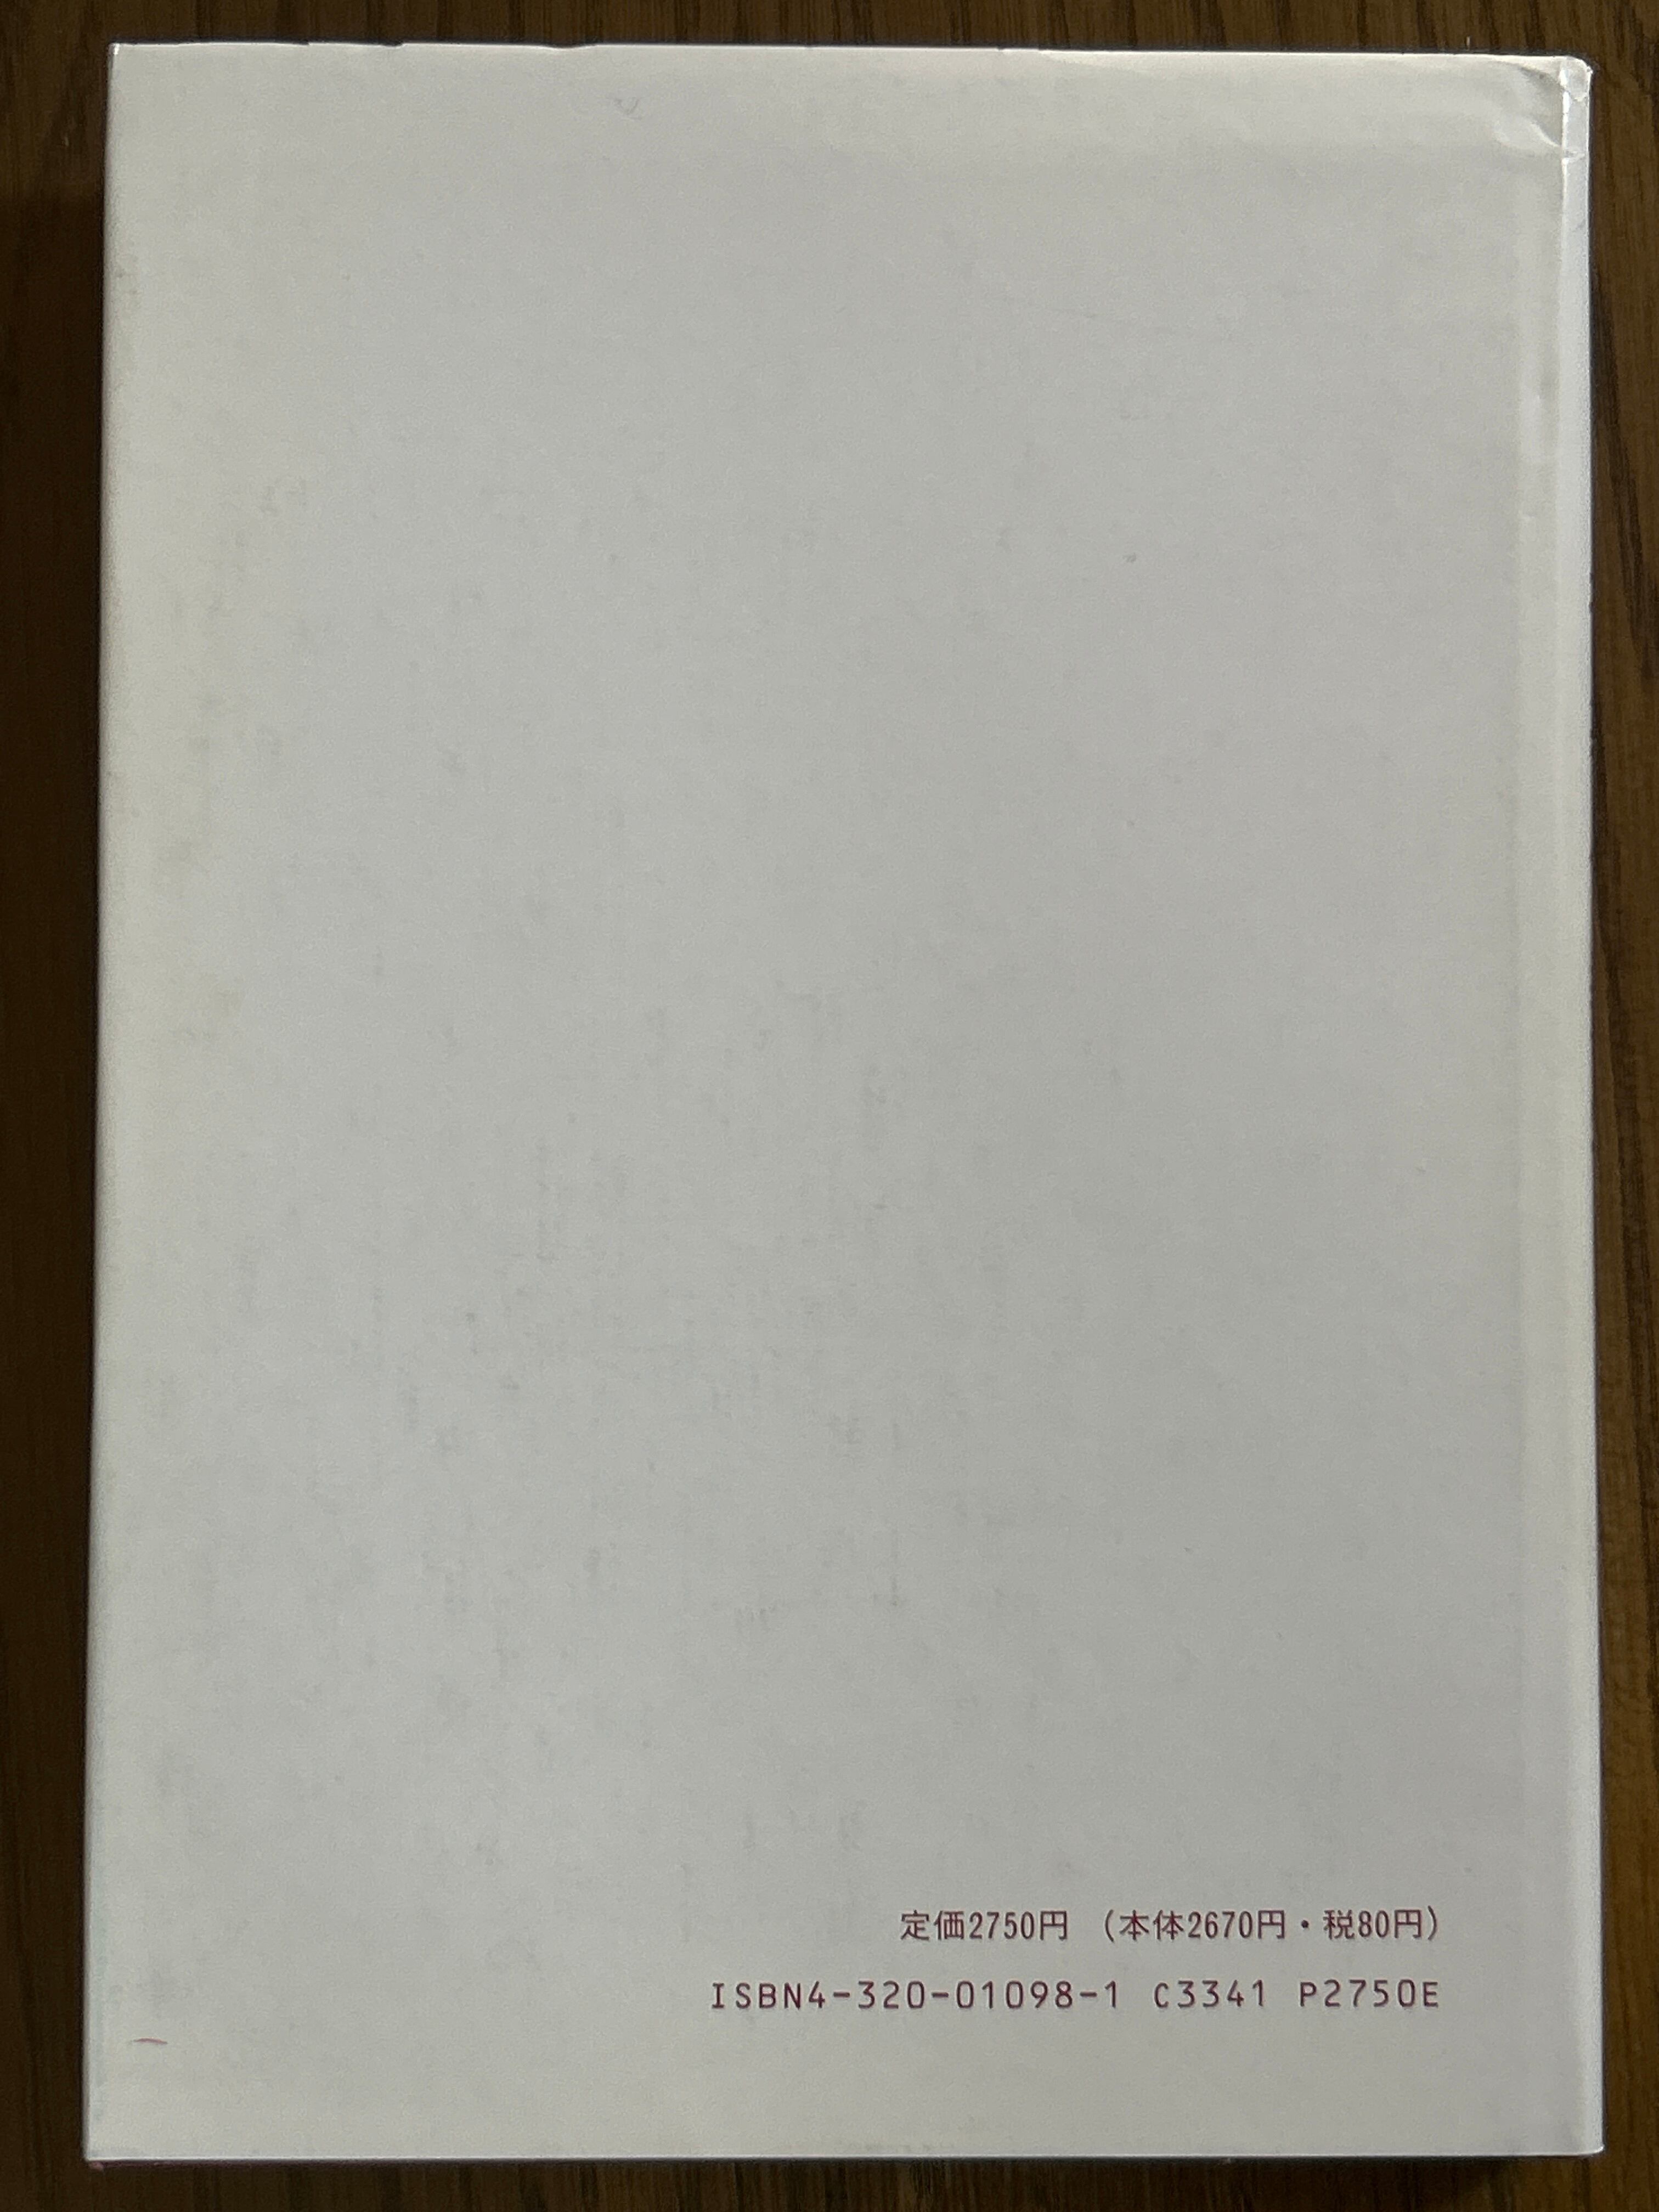 定価2750円 （本体2670円・税80円）
ISBN4-320-01098-1 C3341 P2750E